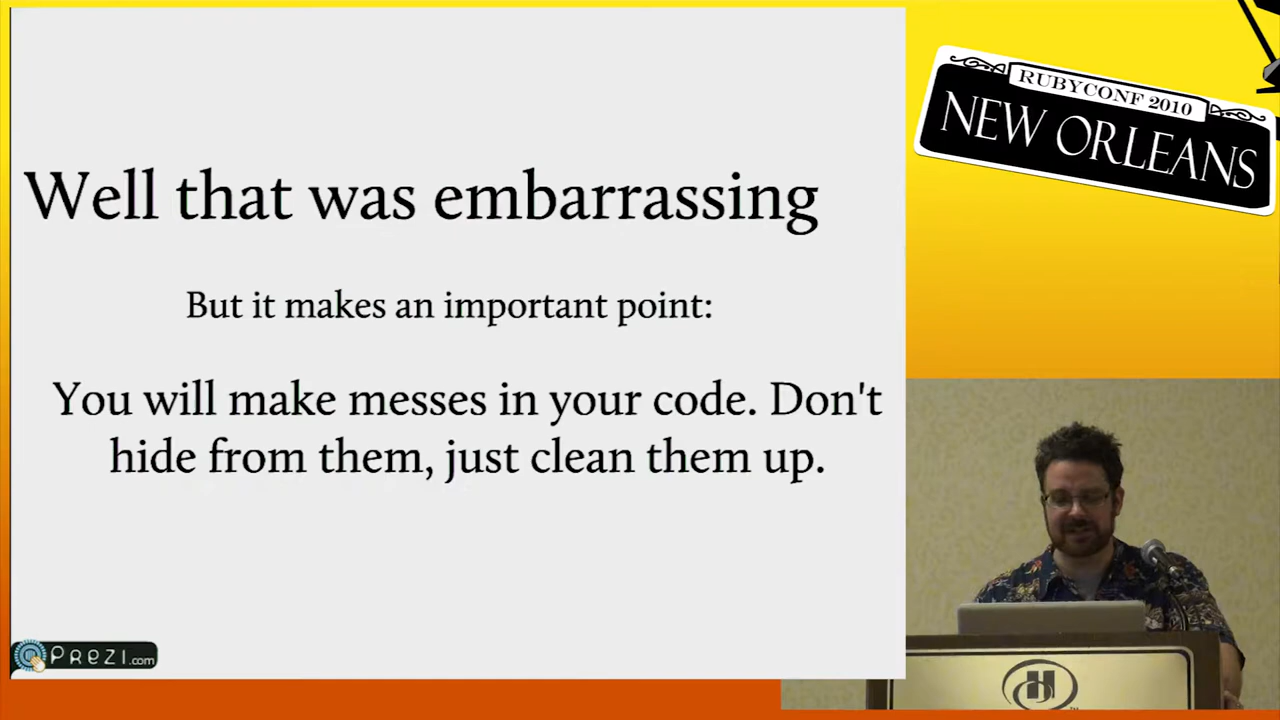 Well that was embarrassing
But it makes an important point:
You will make messes in your code. Don't
hide from them, just clean them up.
Prezi.com
RUBYCONF 2010
NEW ORLEANS
H